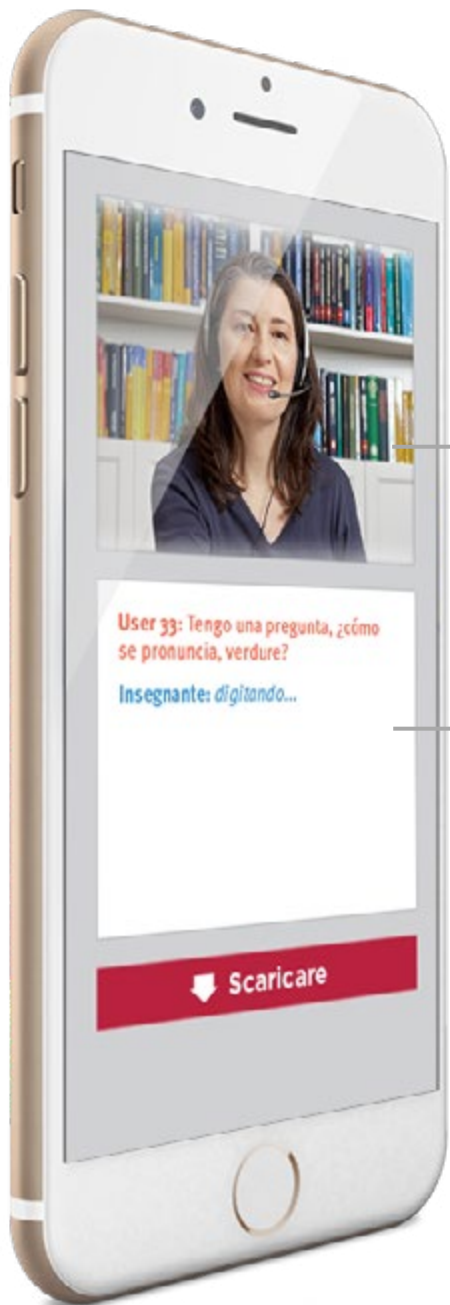 User 33: Tengo una pregunta, ¿cómo
se pronuncia, verdure?
Insegnante: digitando...
Scaricare